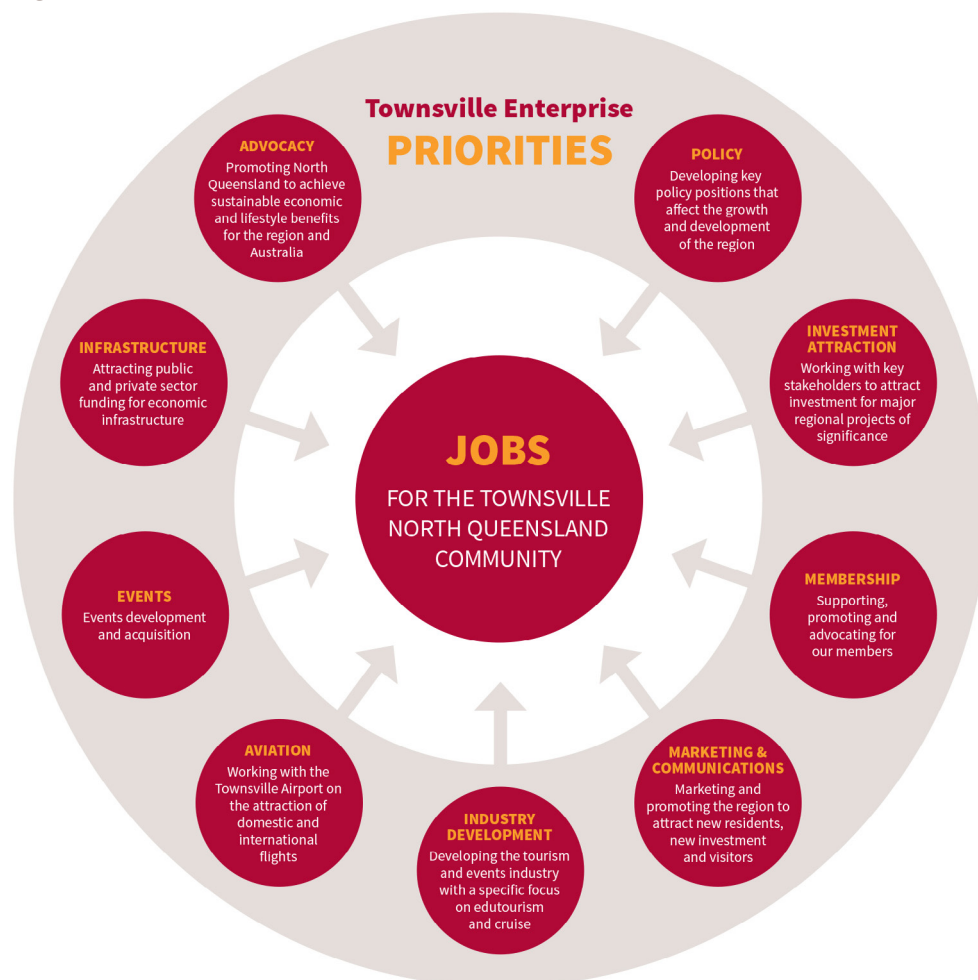 Townsville Enterprise
PRIORITIES
ADVOCACY
Promoting North
Queensland to achieve
sustainable economic
and lifestyle benefits
for the region and
Australia
POLICY
Developing key
policy positions that
affect the growth
and development
of the region
INFRASTRUCTURE
Attracting public
and private sector
funding for economic
infrastructure
INVESTMENT
ATTRACTION
Working with key
stakeholders to attract
investment for major
regional projects of
significance
JOBS
FOR THE TOWNSVILLE
NORTH QUEENSLAND
COMMUNITY
EVENTS
Events development
and acquisition
MEMBERSHIP
Supporting,
promoting and
advocating for
our members
AVIATION
Working with the
Townsville Airport on
the attraction of
domestic and
international
flights
INDUSTRY
DEVELOPMENT
Developing the tourism
and events industry
with a specific focus
on edutourism
and cruise
MARKETING &
COMMUNICATIONS
Marketing and
promoting the region to
attract new residents,
new investment
and visitors